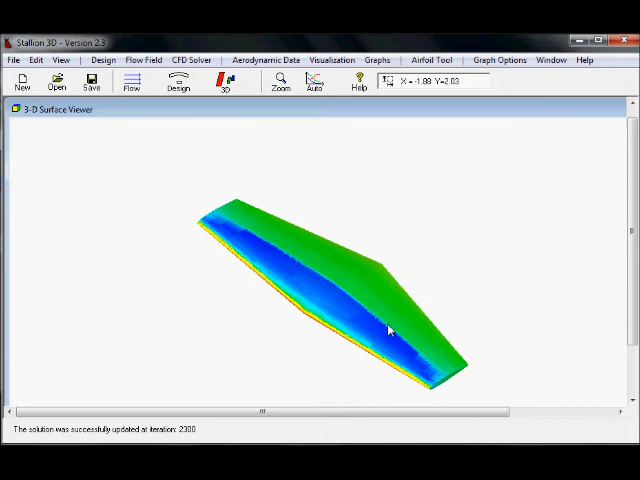 Stallion 3D - Version 2.3
File Edit View Design Flow Field CFD Solver Aerodynamic Data Visualization Graphs Airfoil Tool Graph Options Window Help
New Open Save Flow Design 3D Zoom Auto Help X = -1.88 Y=2.03
3-D Surface Viewer
The solution was successfully updated at iteration: 2300